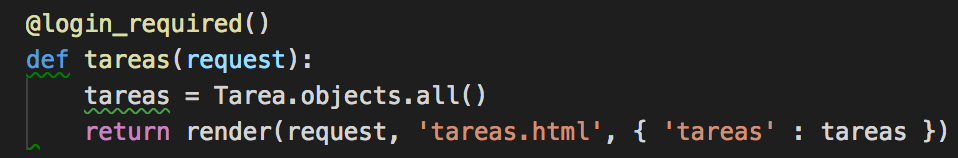 @login_required()
def tareas(request):
    tareas = Tarea.objects.all()
    return render(request, 'tareas.html', { 'tareas' : tareas })